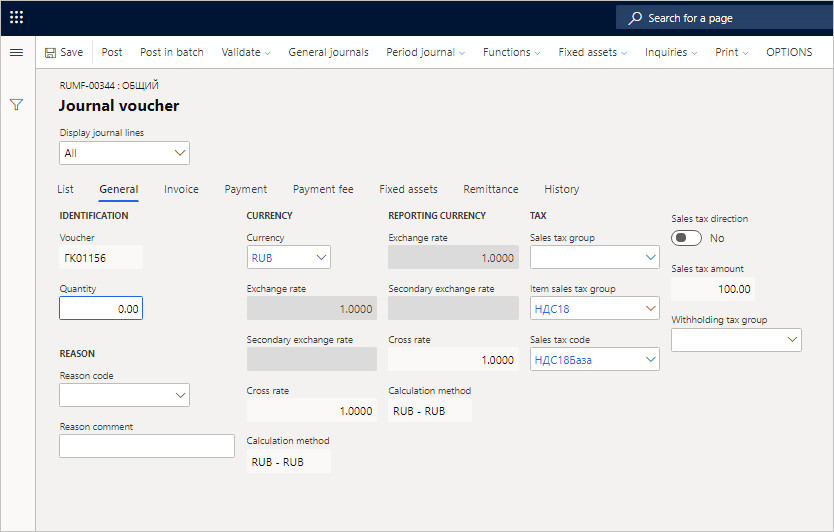 Search for a page
Save Post Post in batch Validate General journals Period journal Functions Fixed assets Inquiries Print OPTIONS
RUMF-00344 : ОБЩИЙ
Journal voucher
Display journal lines
All
List General Invoice Payment Payment fee Fixed assets Remittance History
IDENTIFICATION
Voucher
ГК01156
Quantity
0.00
REASON
Reason code
Reason comment
CURRENCY
Currency
RUB
Exchange rate
1.0000
Secondary exchange rate
Cross rate
1.0000
Calculation method
RUB - RUB
REPORTING CURRENCY
Exchange rate
1.0000
Secondary exchange rate
Cross rate
1.0000
Calculation method
RUB - RUB
TAX
Sales tax group
Item sales tax group
НДС18
Sales tax code
НДС18База
Sales tax direction
No
Sales tax amount
100.00
Withholding tax group